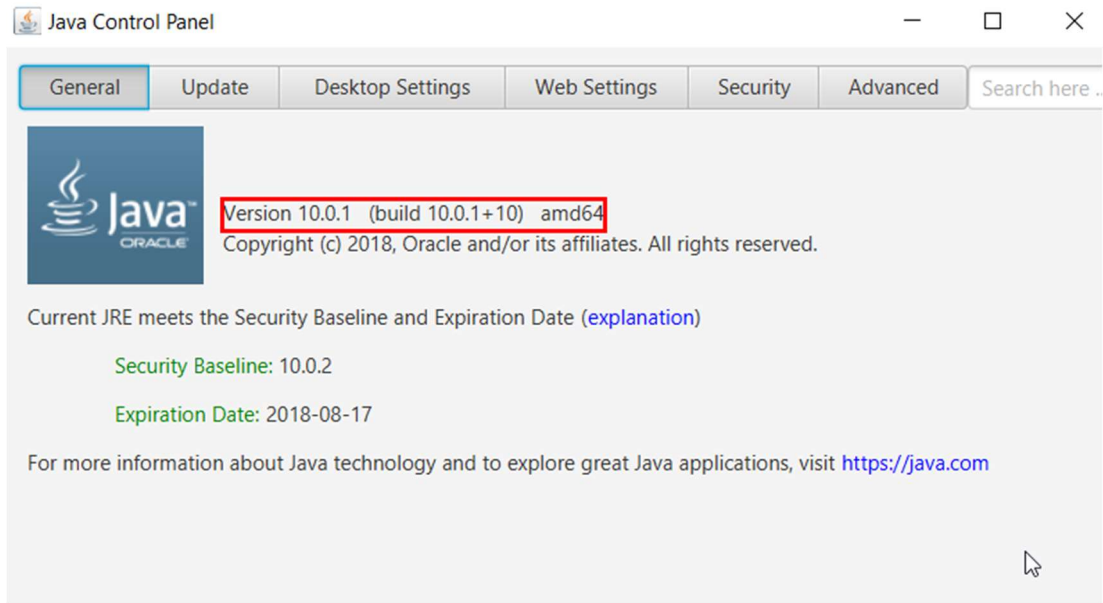 Java Control Panel
General Update Desktop Settings Web Settings Security Advanced Search here ..
Java™
ORACLE
Version 10.0.1 (build 10.0.1+10) amd64
Copyright (c) 2018, Oracle and/or its affiliates. All rights reserved.
Current JRE meets the Security Baseline and Expiration Date (explanation)
Security Baseline: 10.0.2
Expiration Date: 2018-08-17
For more information about Java technology and to explore great Java applications, visit https://java.com